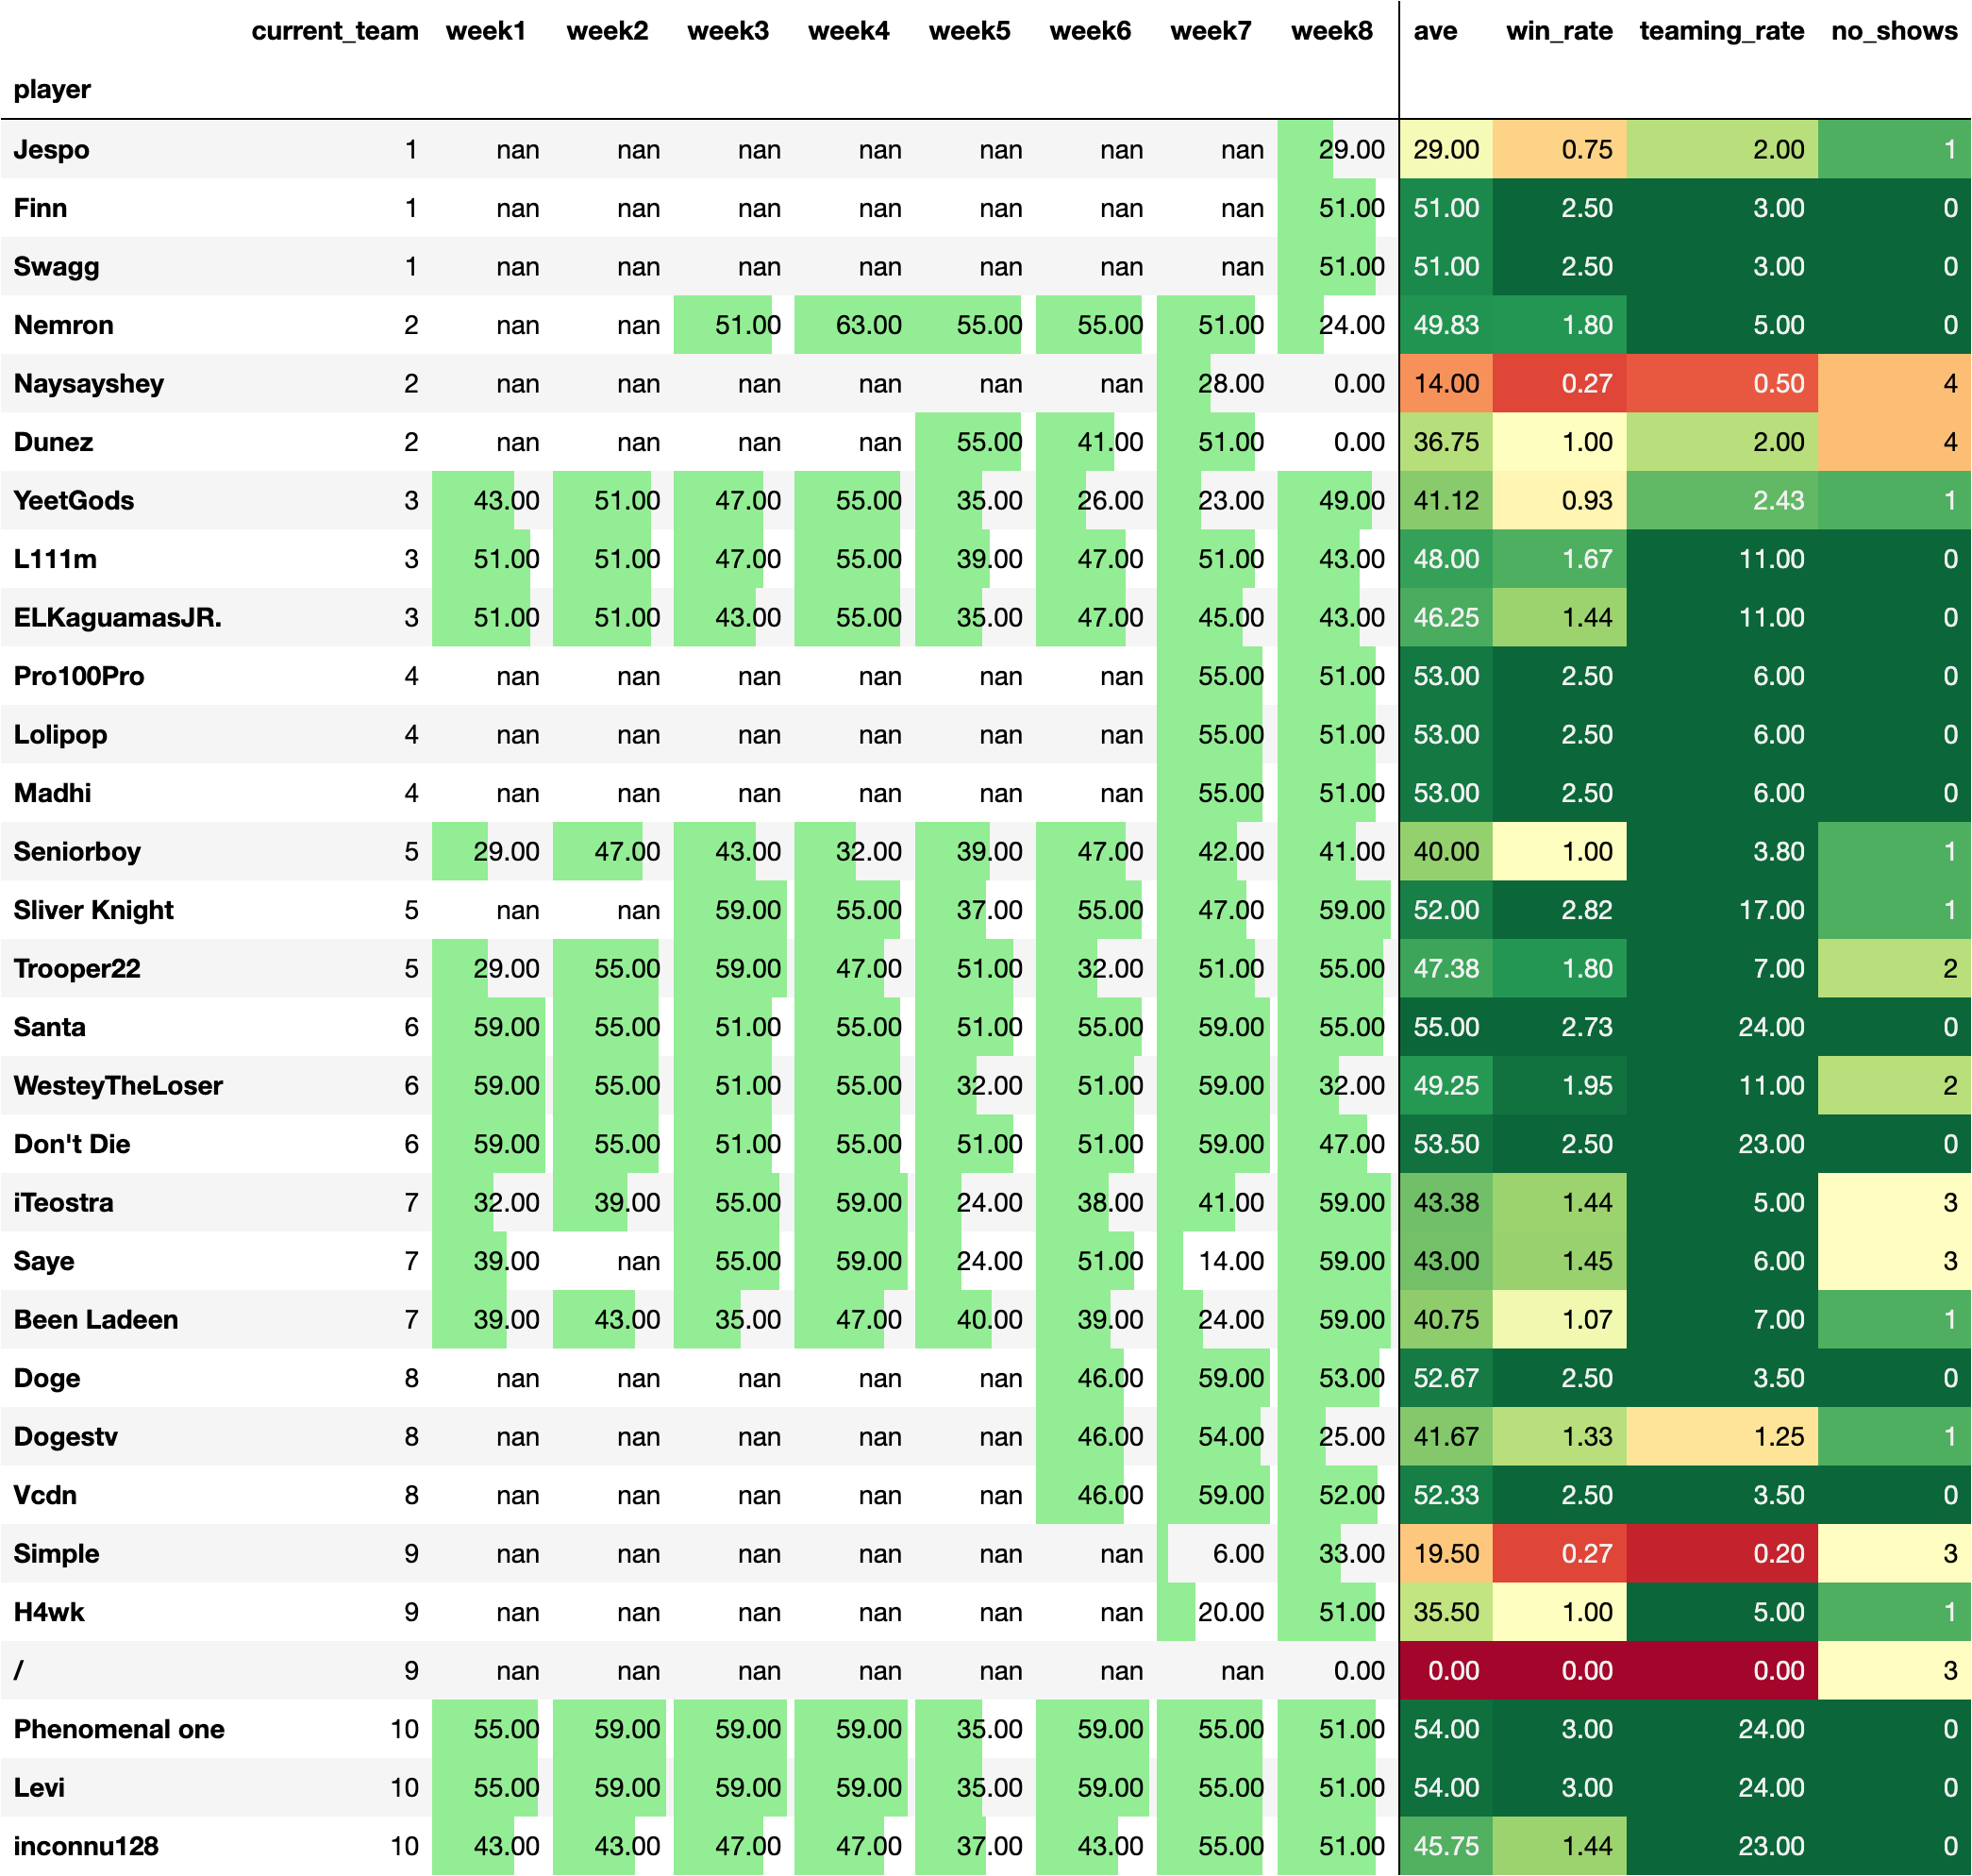 current_team week1 week2 week3 week4 week5 week6 week7 week8 ave win_rate teaming_rate no_shows
player
Jespo 1 nan nan nan nan nan nan nan 29.00 29.00 0.75 2.00 1
Finn 1 nan nan nan nan nan nan nan 51.00 51.00 2.50 3.00 0
Swagg 1 nan nan nan nan nan nan nan 51.00 51.00 2.50 3.00 0
Nemron 2 nan nan 51.00 63.00 55.00 55.00 51.00 24.00 49.83 1.80 5.00 0
Naysayshey 2 nan nan nan nan nan nan 28.00 0.00 14.00 0.27 0.50 4
Dunez 2 nan nan nan nan 55.00 41.00 51.00 0.00 36.75 1.00 2.00 4
YeetGods 3 43.00 51.00 47.00 55.00 35.00 26.00 23.00 49.00 41.12 0.93 2.43 1
L111m 3 51.00 51.00 47.00 55.00 39.00 47.00 51.00 43.00 48.00 1.67 11.00 0
ELKaguamasJR. 3 51.00 51.00 43.00 55.00 35.00 47.00 45.00 43.00 46.25 1.44 11.00 0
Pro100Pro 4 nan nan nan nan nan nan 55.00 51.00 53.00 2.50 6.00 0
Lolipop 4 nan nan nan nan nan nan 55.00 51.00 53.00 2.50 6.00 0
Madhi 4 nan nan nan nan nan nan 55.00 51.00 53.00 2.50 6.00 0
Seniorboy 5 29.00 47.00 43.00 32.00 39.00 47.00 42.00 41.00 40.00 1.00 3.80 1
Sliver Knight 5 nan nan 59.00 55.00 37.00 55.00 47.00 59.00 52.00 2.82 17.00 1
Trooper22 5 29.00 55.00 59.00 47.00 51.00 32.00 51.00 55.00 47.38 1.80 7.00 2
Santa 6 59.00 55.00 51.00 55.00 51.00 55.00 59.00 55.00 55.00 2.73 24.00 0
WesteyTheLoser 6 59.00 55.00 51.00 55.00 32.00 51.00 59.00 32.00 49.25 1.95 11.00 2
Don't Die 6 59.00 55.00 51.00 55.00 51.00 51.00 59.00 47.00 53.50 2.50 23.00 0
iTeostra 7 32.00 39.00 55.00 59.00 24.00 38.00 41.00 59.00 43.38 1.44 5.00 3
Saye 7 39.00 nan 55.00 59.00 24.00 51.00 14.00 59.00 43.00 1.45 6.00 3
Been Ladeen 7 39.00 43.00 35.00 47.00 40.00 39.00 24.00 59.00 40.75 1.07 7.00 1
Doge 8 nan nan nan nan nan 46.00 59.00 53.00 52.67 2.50 3.50 0
Dogestv 8 nan nan nan nan nan 46.00 54.00 25.00 41.67 1.33 1.25 1
Vcdn 8 nan nan nan nan nan 46.00 59.00 52.00 52.33 2.50 3.50 0
Simple 9 nan nan nan nan nan nan 6.00 33.00 19.50 0.27 0.20 3
H4wk 9 nan nan nan nan nan nan 20.00 51.00 35.50 1.00 5.00 1
/ 9 nan nan nan nan nan nan nan 0.00 0.00 0.00 0.00 3
Phenomenal one 10 55.00 59.00 59.00 59.00 35.00 59.00 55.00 51.00 54.00 3.00 24.00 0
Levi 10 55.00 59.00 59.00 59.00 35.00 59.00 55.00 51.00 54.00 3.00 24.00 0
inconnu128 10 43.00 43.00 47.00 47.00 37.00 43.00 55.00 51.00 45.75 1.44 23.00 0